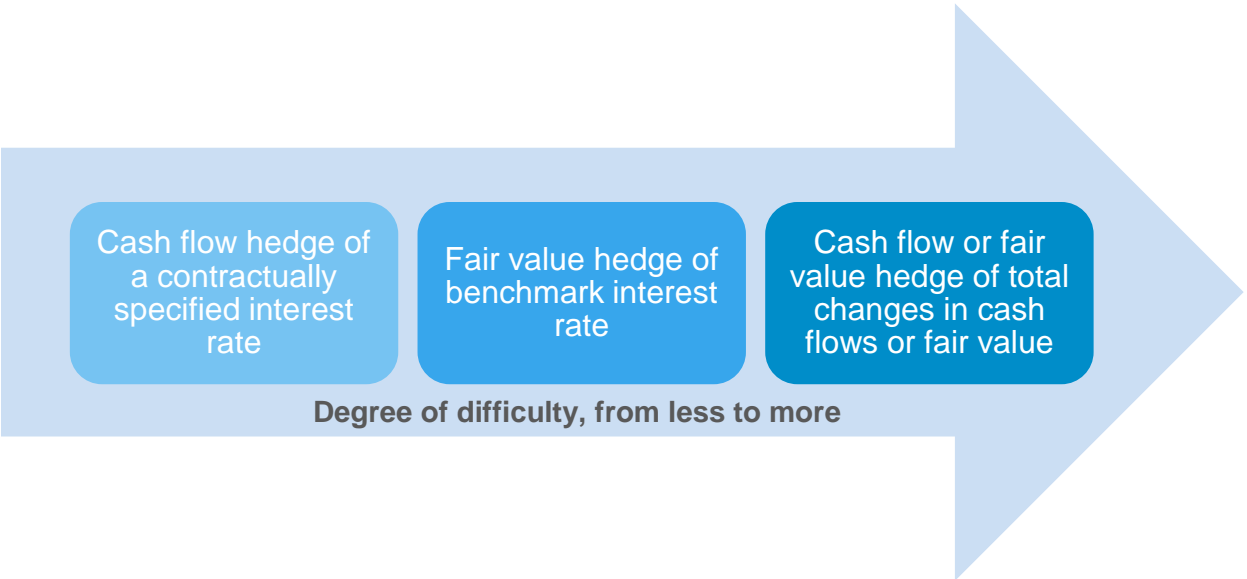 Cash flow hedge of
a contractually
specified interest
rate
Fair value hedge of
benchmark interest
rate
Cash flow or fair
value hedge of total
changes in cash
flows or fair value
Degree of difficulty, from less to more